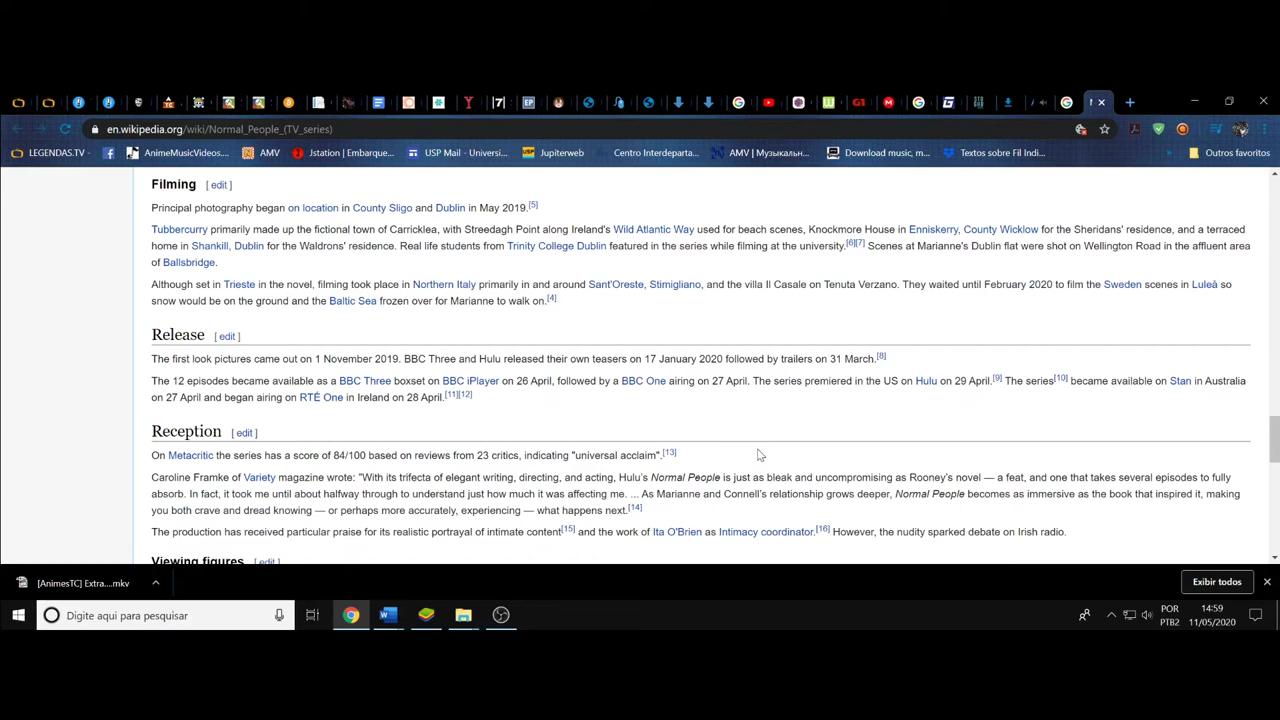 en.wikipedia.org/wiki/Normal_People_(TV_series)
LEGENDAS.TV
AnimeMusicVideos....
AMV
Jstation | Embarque...
USP Mail - Universi...
Jupiterweb
Centro Interdeparta...
AMV | Музыкальн...
Download music, m...
Textos sobre Fil Indi...
»
Outros favoritos
Filming [ edit ]
Principal photography began on location in County Sligo and Dublin in May 2019.[5]
Tubbercurry primarily made up the fictional town of Carricklea, with Streedagh Point along Ireland's Wild Atlantic Way used for beach scenes, Knockmore House in Enniskerry, County Wicklow for the Sheridans' residence, and a terraced
home in Shankill, Dublin for the Waldrons' residence. Real life students from Trinity College Dublin featured in the series while filming at the university.[6][7] Scenes at Marianne's Dublin flat were shot on Wellington Road in the affluent area
of Ballsbridge.
Although set in Trieste in the novel, filming took place in Northern Italy primarily in and around Sant'Oreste, Stimigliano, and the villa Il Casale on Tenuta Verzano. They waited until February 2020 to film the Sweden scenes in Luleå so
snow would be on the ground and the Baltic Sea frozen over for Marianne to walk on.[4]
Release [ edit ]
The first look pictures came out on 1 November 2019. BBC Three and Hulu released their own teasers on 17 January 2020 followed by trailers on 31 March.[8]
The 12 episodes became available as a BBC Three boxset on BBC iPlayer on 26 April, followed by a BBC One airing on 27 April. The series premiered in the US on Hulu on 29 April.[9] The series[10] became available on Stan in Australia
on 27 April and began airing on RTÉ One in Ireland on 28 April.[11][12]
Reception [ edit ]
On Metacritic the series has a score of 84/100 based on reviews from 23 critics, indicating "universal acclaim".[13]
Caroline Framke of Variety magazine wrote: "With its trifecta of elegant writing, directing, and acting, Hulu's Normal People is just as bleak and uncompromising as Rooney's novel — a feat, and one that takes several episodes to fully
absorb. In fact, it took me until about halfway through to understand just how much it was affecting me. ... As Marianne and Connell's relationship grows deeper, Normal People becomes as immersive as the book that inspired it, making
you both crave and dread knowing — or perhaps more accurately, experiencing — what happens next.[14]
The production has received particular praise for its realistic portrayal of intimate content[15] and the work of Ita O'Brien as Intimacy coordinator.[16] However, the nudity sparked debate on Irish radio.
Viewing figures [ edit ]
[AnimesTC] Extra....mkv
Exibir todos
Digite aqui para pesquisar
POR
PTB2
14:59
11/05/2020